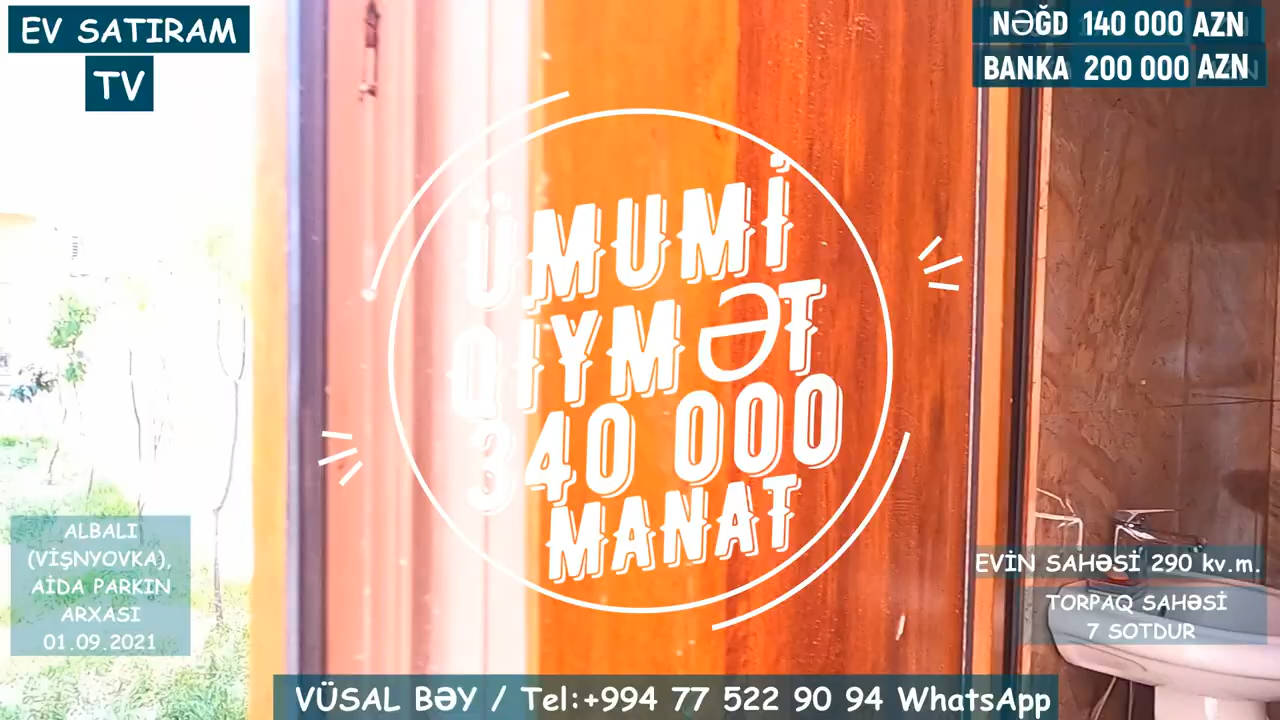 EV SATIRAM
TV
NƏĞD 140 000 AZN
BANKA 200 000 AZN
ÜMUMİ
QIYMƏT
340 000
MANAT
ALBALI
(VİŞNYOVKA),
AİDA PARKIN
ARXASI
01.09.2021
EVİN SAHƏSİ 290 kv.m.
TORPAQ SAHƏSİ
7 SOTDUR
VÜSAL BƏY / Tel:+994 77 522 90 94 WhatsApp